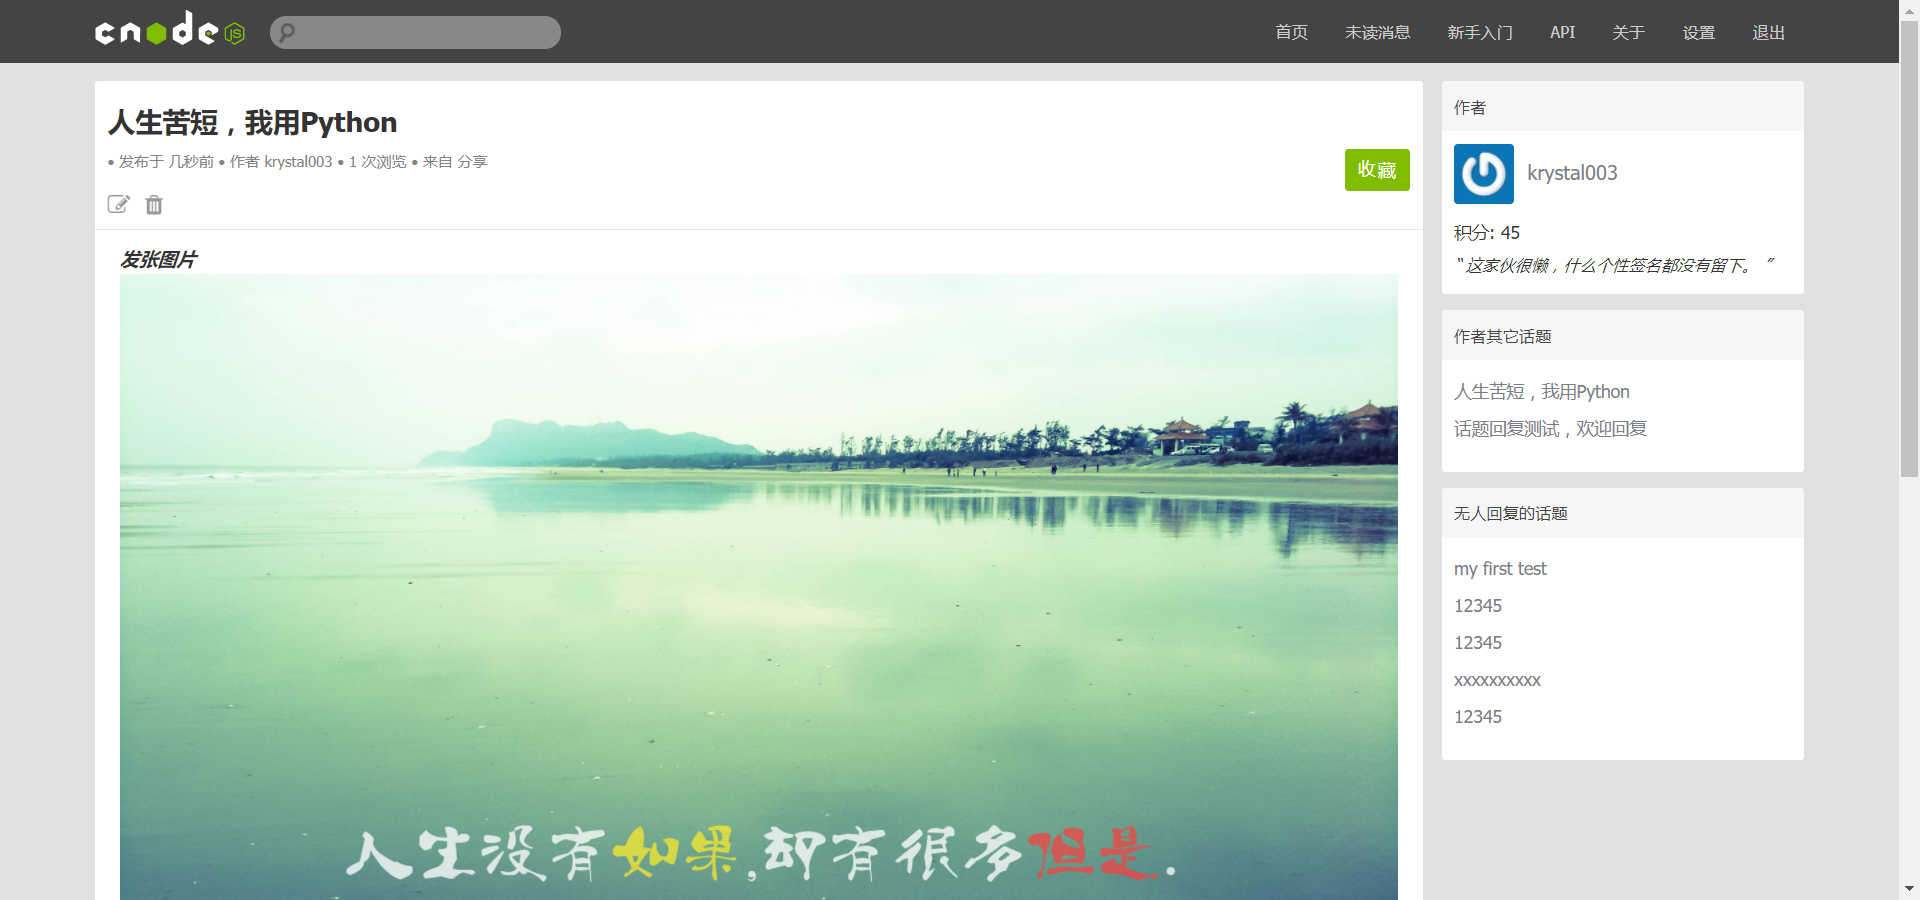 cnode JS
首页 未读消息 新手入门 API 关于 设置 退出
人生苦短，我用Python
• 发布于 几秒前 • 作者 krystal003 • 1 次浏览 • 来自 分享
收藏
发张图片
人生没有如果,却有很多但是.
作者
krystal003
积分: 45
“ 这家伙很懒，什么个性签名都没有留下。 ”
作者其它话题
人生苦短，我用Python
话题回复测试，欢迎回复
无人回复的话题
my first test
12345
12345
xxxxxxxxxx
12345